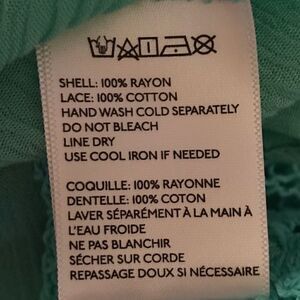 SHELL: 100% RAYON
LACE: 100% COTTON
HAND WASH COLD SEPARATELY
DO NOT BLEACH
LINE DRY
USE COOL IRON IF NEEDED
COQUILLE: 100% RAYONNE
DENTELLE: 100% COTON
LAVER SÉPARÉMENT À LA MAIN À
L'EAU FROIDE
NE PAS BLANCHIR
SÉCHER SUR CORDE
REPASSAGE DOUX SI NÉCESSAIRE